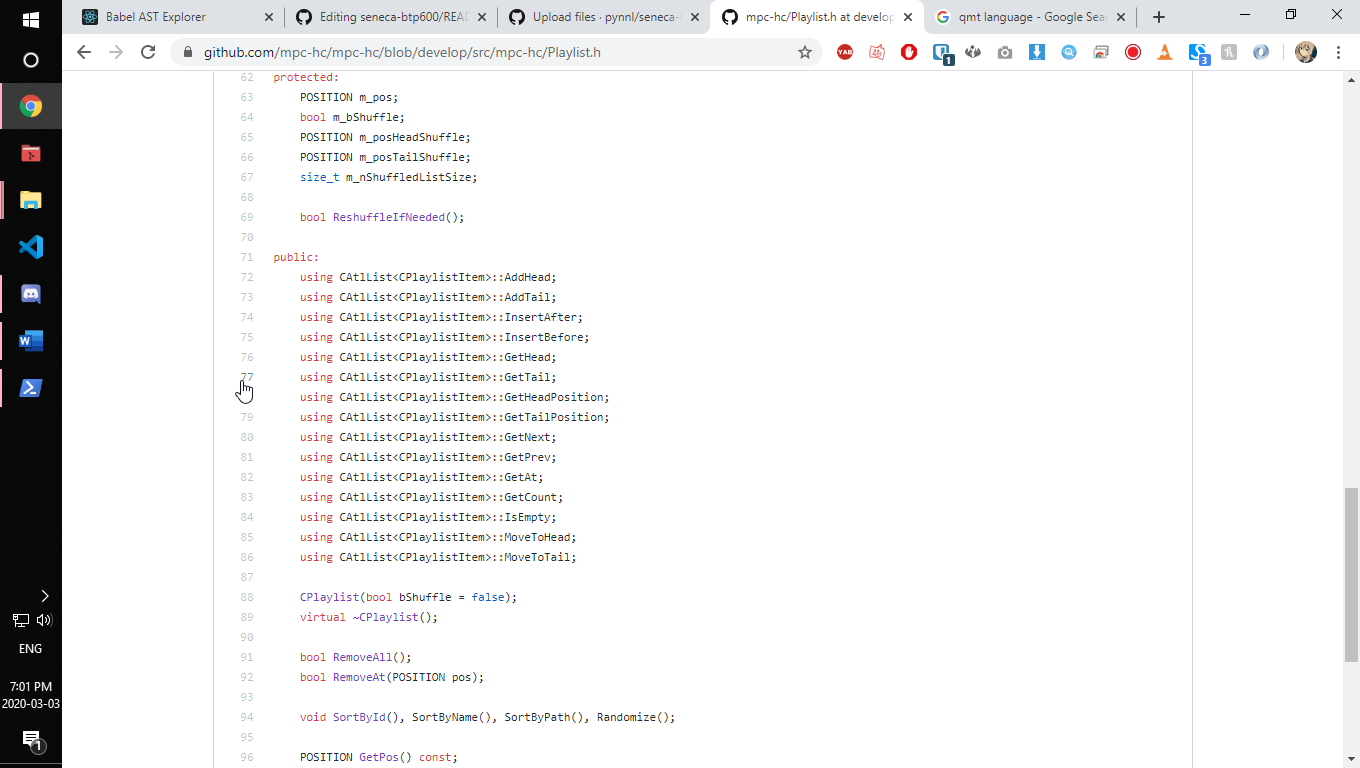 Babel AST Explorer
Editing seneca-btp600/READ
Upload files · pynnl/seneca-
mpc-hc/Playlist.h at develop
qmt language - Google Sear
github.com/mpc-hc/mpc-hc/blob/develop/src/mpc-hc/Playlist.h
YAB
1
3
62 protected:
63 POSITION m_pos;
64 bool m_bShuffle;
65 POSITION m_posHeadShuffle;
66 POSITION m_posTailShuffle;
67 size_t m_nShuffledListSize;
68
69 bool ReshuffleIfNeeded();
70
71 public:
72 using CAtlList<CPlaylistItem>::AddHead;
73 using CAtlList<CPlaylistItem>::AddTail;
74 using CAtlList<CPlaylistItem>::InsertAfter;
75 using CAtlList<CPlaylistItem>::InsertBefore;
76 using CAtlList<CPlaylistItem>::GetHead;
77 using CAtlList<CPlaylistItem>::GetTail;
using CAtlList<CPlaylistItem>::GetHeadPosition;
79 using CAtlList<CPlaylistItem>::GetTailPosition;
80 using CAtlList<CPlaylistItem>::GetNext;
81 using CAtlList<CPlaylistItem>::GetPrev;
82 using CAtlList<CPlaylistItem>::GetAt;
83 using CAtlList<CPlaylistItem>::GetCount;
84 using CAtlList<CPlaylistItem>::IsEmpty;
85 using CAtlList<CPlaylistItem>::MoveToHead;
86 using CAtlList<CPlaylistItem>::MoveToTail;
87
88 CPlaylist(bool bShuffle = false);
89 virtual ~CPlaylist();
90
91 bool RemoveAll();
92 bool RemoveAt(POSITION pos);
93
94 void SortById(), SortByName(), SortByPath(), Randomize();
95
96 POSITION GetPos() const;
ENG
7:01 PM
2020-03-03
1